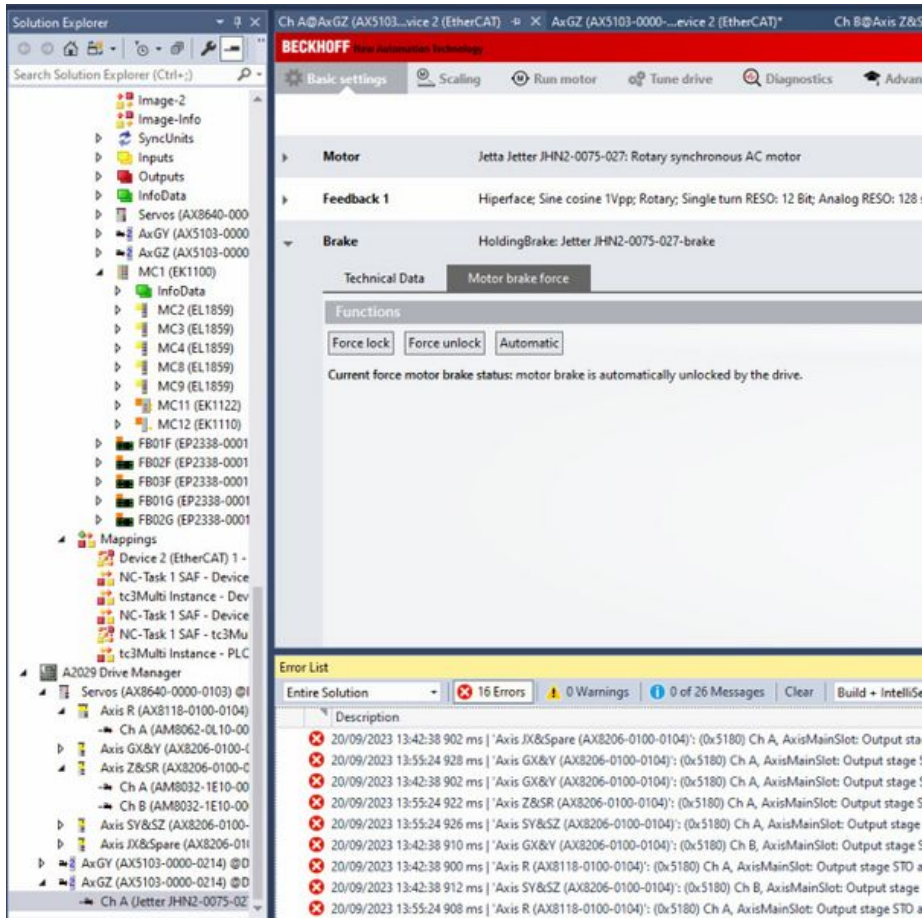 Solution Explorer
Search Solution Explorer (Ctrl+;)
Image-2
Image-Info
SyncUnits
Inputs
Outputs
InfoData
Servos (AX8640-000
AxGY (AX5103-0000
AxGZ (AX5103-0000
MC1 (EK1100)
InfoData
MC2 (EL1859)
MC3 (EL1859)
MC4 (EL1859)
MC8 (EL1859)
MC9 (EL1859)
MC11 (EK1122)
MC12 (EK1110)
FB01F (EP2338-0001
FB02F (EP2338-0001
FB03F (EP2338-0001
FB01G (EP2338-0001
FB02G (EP2338-0001
Mappings
Device 2 (EtherCAT) 1 -
NC-Task 1 SAF - Device
tc3Multi Instance - Dev
NC-Task 1 SAF - Device
NC-Task 1 SAF - tc3Mu
tc3Multi Instance - PLC
A2029 Drive Manager
Servos (AX8640-0000-0103) @I
Axis R (AX8118-0100-0104)
Ch A (AM8062-0L10-00
Axis GX&Y (AX8206-0100-(
Axis Z&SR (AX8206-0100-0
Ch A (AM8032-1E10-00
Ch B (AM8032-1E10-00
Axis SY&SZ (AX8206-0100-
Axis JX&Spare (AX8206-01(
AxGY (AX5103-0000-0214) @D
AxGZ (AX5103-0000-0214) @D
Ch A (Jetter JHN2-0075-02
Ch A@AxGZ (AX5103...vice 2 (EtherCAT) AxGZ (AX5103-0000-...evice 2 (EtherCAT)* Ch B@Axis Z&S
BECKHOFF New Automation Technology
Basic settings Scaling Run motor Tune drive Diagnostics Advan
Motor Jetta Jetter JHN2-0075-027: Rotary synchronous AC motor
Feedback 1 Hiperface; Sine cosine 1Vpp; Rotary; Single turn RESO: 12 Bit; Analog RESO: 128 s
Brake HoldingBrake: Jetter JHN2-0075-027-brake
Technical Data Motor brake force
Functions
Force lock Force unlock Automatic
Current force motor brake status: motor brake is automatically unlocked by the drive.
Error List
Entire Solution 16 Errors 0 Warnings 0 of 26 Messages Clear Build + IntelliSe
Description
20/09/2023 13:42:38 902 ms | 'Axis JX&Spare (AX8206-0100-0104)': (0x5180) Ch A, AxisMainSlot: Output sta
20/09/2023 13:55:24 928 ms | 'Axis GX&Y (AX8206-0100-0104)': (0x5180) Ch A, AxisMainSlot: Output stage S
20/09/2023 13:42:38 902 ms | 'Axis GX&Y (AX8206-0100-0104)': (0x5180) Ch A, AxisMainSlot: Output stage S
20/09/2023 13:55:24 922 ms | 'Axis Z&SR (AX8206-0100-0104)': (0x5180) Ch A, AxisMainSlot: Output stage S
20/09/2023 13:55:24 926 ms | 'Axis SY&SZ (AX8206-0100-0104)': (0x5180) Ch A, AxisMainSlot: Output stage
20/09/2023 13:42:38 910 ms | 'Axis GX&Y (AX8206-0100-0104)': (0x5180) Ch B, AxisMainSlot: Output stage S
20/09/2023 13:42:38 900 ms | 'Axis R (AX8118-0100-0104)': (0x5180) Ch A, AxisMainSlot: Output stage STO a
20/09/2023 13:42:38 912 ms | 'Axis SY&SZ (AX8206-0100-0104)': (0x5180) Ch B, AxisMainSlot: Output stage
20/09/2023 13:55:24 908 ms | 'Axis R (AX8118-0100-0104)': (0x5180) Ch A, AxisMainSlot: Output stage STO a